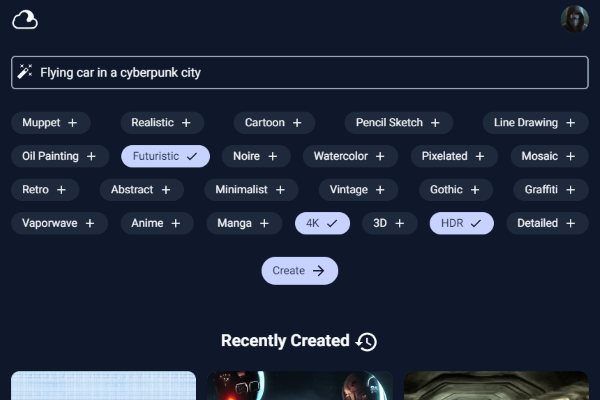 Flying car in a cyberpunk city
Muppet Realistic Cartoon Pencil Sketch Line Drawing
Oil Painting Futuristic Noire Watercolor Pixelated Mosaic
Retro Abstract Minimalist Vintage Gothic Graffiti
Vaporwave Anime Manga 4K 3D HDR Detailed
Create
Recently Created